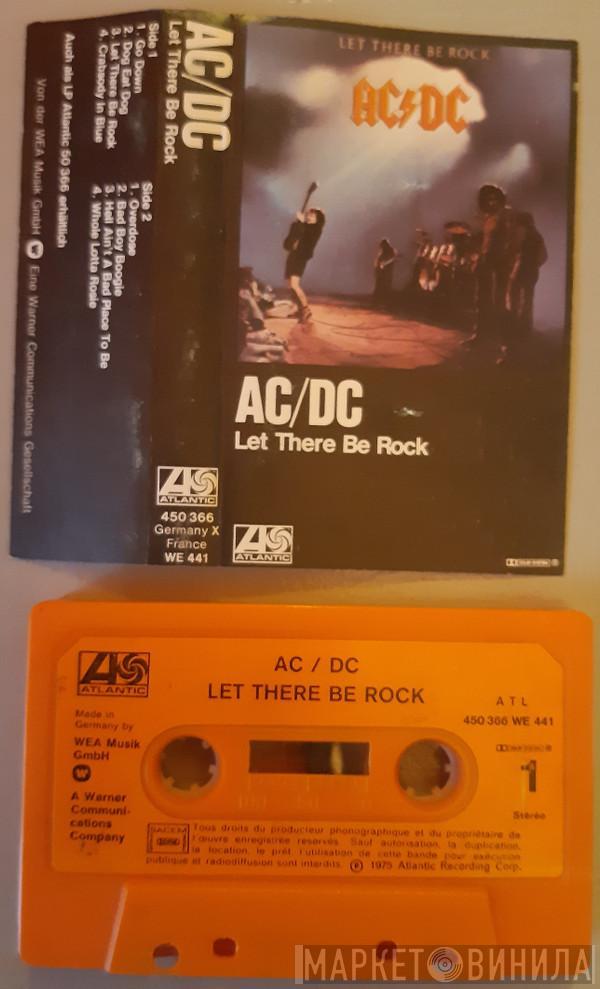 LET THERE BE ROCK
AC DC
AC/DC
Let There Be Rock
ATLANTIC
AC/DC
Let There Be Rock
Side 1
1. Go Down
2. Dog Eat Dog
3. Let There Be Rock
4. Crabsody In Blue
Side 2
1. Overdose
2. Bad Boy Boogie
3. Hell Ain't A Bad Place To Be
4. Whole Lotta Rosie
Auch als LP Atlantic 50 366 erhältlich
Von der WEA Musik GmbH Eine Warner Communications Gesellschaft
ATLANTIC
450 366
Germany X
France
WE 441
ATLANTIC
AC / DC
LET THERE BE ROCK
Made in
Germany by
WEA Musik
GmbH
A Warner
Communi-
cations
Company
ATL
450 366 WE 441
1
Stéréo
SACEM
Tous droits du producteur phonographique et du propriétaire de
l'œuvre enregistrée réservés. Sauf autorisation, la duplication,
la location, le prêt, l'utilisation de cette bande pour exécution
publique et radiodiffusion sont interdits. ℗ 1975 Atlantic Recording Corp.
МАРКЕТ ВИНИЛА